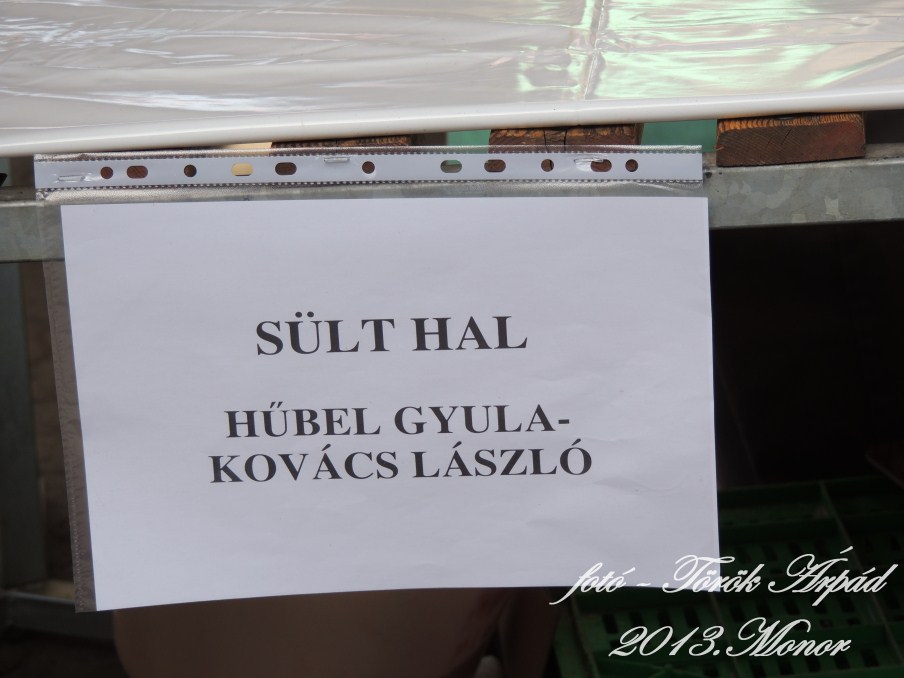 SÜLT HAL
HŰBEL GYULA-
KOVÁCS LÁSZLÓ
fotó - Török Árpád
2013.Monor